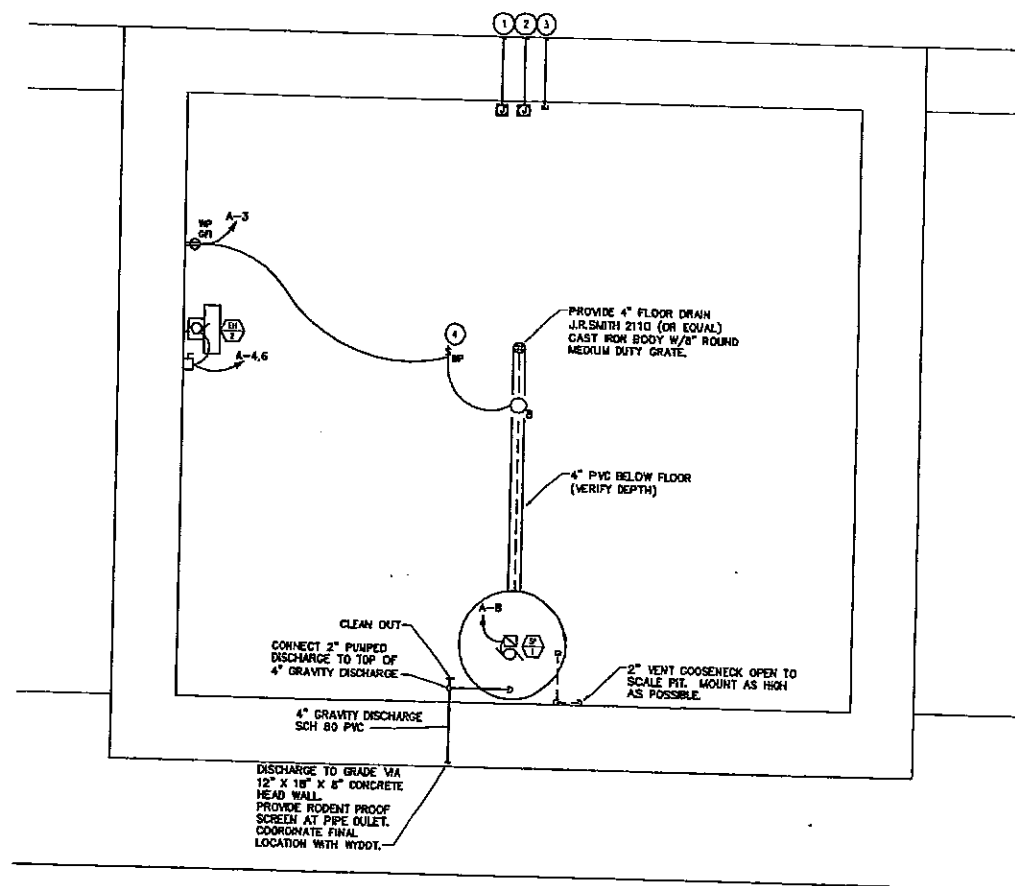 1 2 3
J J
A-3
WP
GFI
EH
2
A-4,6
4
WP
PROVIDE 4" FLOOR DRAIN
J.R.SMITH 2110 (OR EQUAL)
CAST IRON BODY W/8" ROUND
MEDIUM DUTY GRATE.
4" PVC BELOW FLOOR
(VERIFY DEPTH)
A-8
SP
1
CLEAN OUT
CONNECT 2" PUMPED
DISCHARGE TO TOP OF
4" GRAVITY DISCHARGE
2" VENT GOOSENECK OPEN TO
SCALE PIT. MOUNT AS HIGH
AS POSSIBLE.
4" GRAVITY DISCHARGE
SCH 80 PVC
DISCHARGE TO GRADE VIA
12" X 18" X 8" CONCRETE
HEAD WALL.
PROVIDE RODENT PROOF
SCREEN AT PIPE OULET.
COORDINATE FINAL
LOCATION WITH WYDOT.